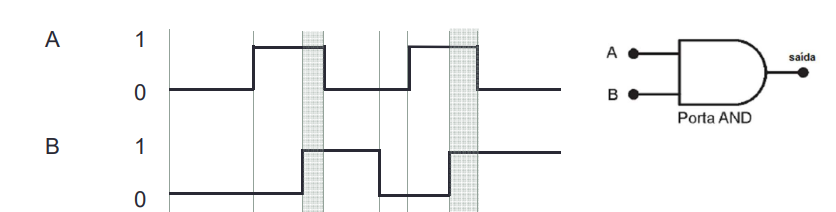 A 1
0
B 1
0
A
saida
B
Porta AND